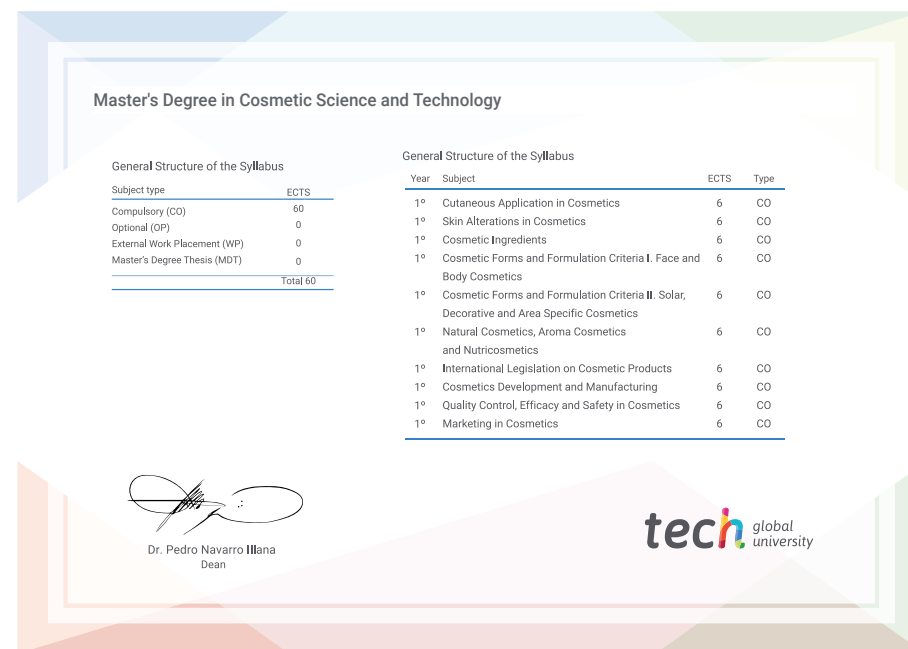 Master's Degree in Cosmetic Science and Technology
General Structure of the Syllabus
Subject type ECTS
Compulsory (CO) 60
Optional (OP) 0
External Work Placement (WP) 0
Master's Degree Thesis (MDT) 0
Total 60
General Structure of the Syllabus
Year Subject ECTS Type
1º Cutaneous Application in Cosmetics 6 CO
1º Skin Alterations in Cosmetics 6 CO
1º Cosmetic Ingredients 6 CO
1º Cosmetic Forms and Formulation Criteria I. Face and 6 CO
Body Cosmetics
1º Cosmetic Forms and Formulation Criteria II. Solar, 6 CO
Decorative and Area Specific Cosmetics
1º Natural Cosmetics, Aroma Cosmetics 6 CO
and Nutricosmetics
1º International Legislation on Cosmetic Products 6 CO
1º Cosmetics Development and Manufacturing 6 CO
1º Quality Control, Efficacy and Safety in Cosmetics 6 CO
1º Marketing in Cosmetics 6 CO
Dr. Pedro Navarro Illana
Dean
tech global
university